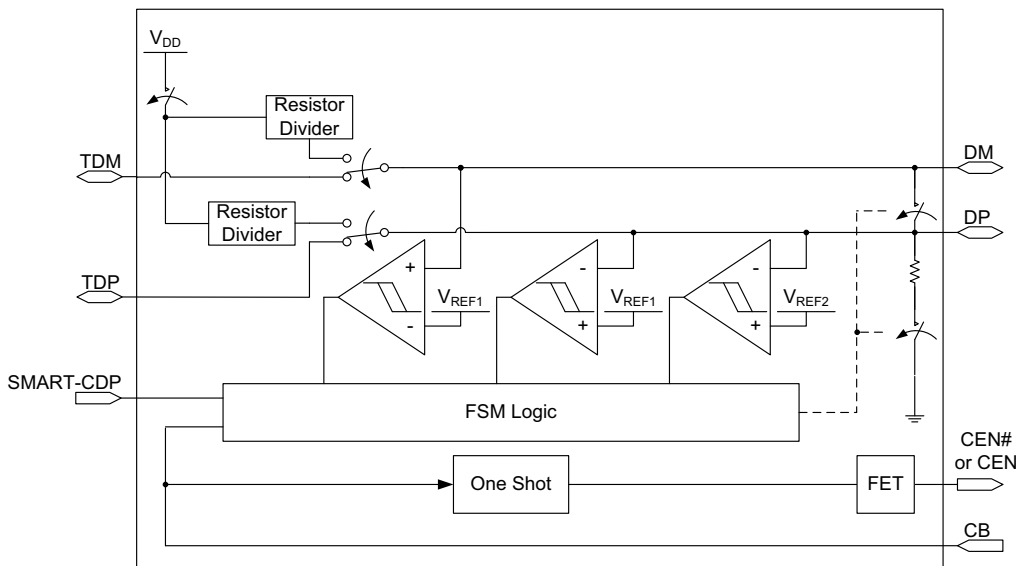 VDD
Resistor
Divider
TDM
DM
Resistor
Divider
DP
TDP
+
-
VREF1
-
+
VREF1
-
+
VREF2
SMART-CDP
FSM Logic
CEN#
or CEN
One Shot
FET
CB